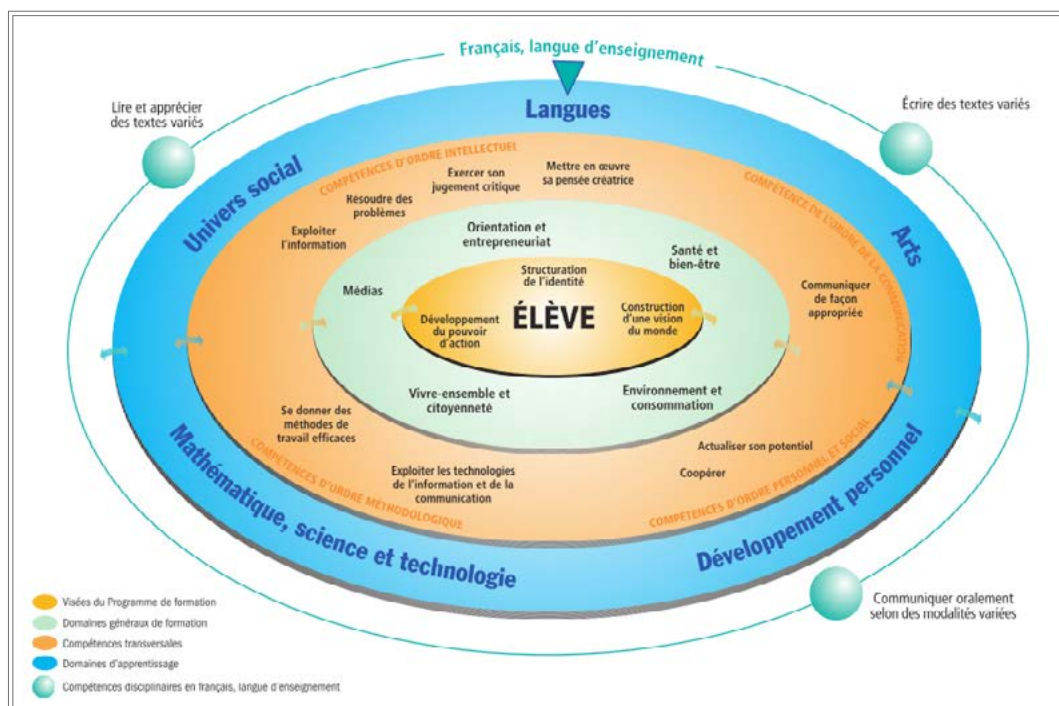 Français, langue d'enseignement
Lire et apprécier
des textes variés
Écrire des textes variés
Langues
Univers social
Arts
COMPÉTENCES D'ORDRE INTELLECTUEL
COMPÉTENCE DE L'ORDRE DE LA COMMUNICATION
Mettre en œuvre
sa pensée créatrice
Exercer son
jugement critique
Résoudre des
problèmes
Exploiter
l'information
Orientation et
entrepreneuriat
Santé et
bien-être
Médias
Structuration
de l'identité
Communiquer
de façon
appropriée
ÉLÈVE
Développement
du pouvoir
d'action
Construction
d'une vision
du monde
Vivre-ensemble et
citoyenneté
Environnement et
consommation
Se donner des
méthodes de
travail efficaces
Actualiser son potentiel
Exploiter les technologies
de l'information et de la
communication
Coopérer
COMPÉTENCES D'ORDRE MÉTHODOLOGIQUE
COMPÉTENCES D'ORDRE PERSONNEL ET SOCIAL
Mathématique, science et technologie
Développement personnel
Communiquer oralement
selon des modalités variées
Visées du Programme de formation
Domaines généraux de formation
Compétences transversales
Domaines d'apprentissage
Compétences disciplinaires en français, langue d'enseignement